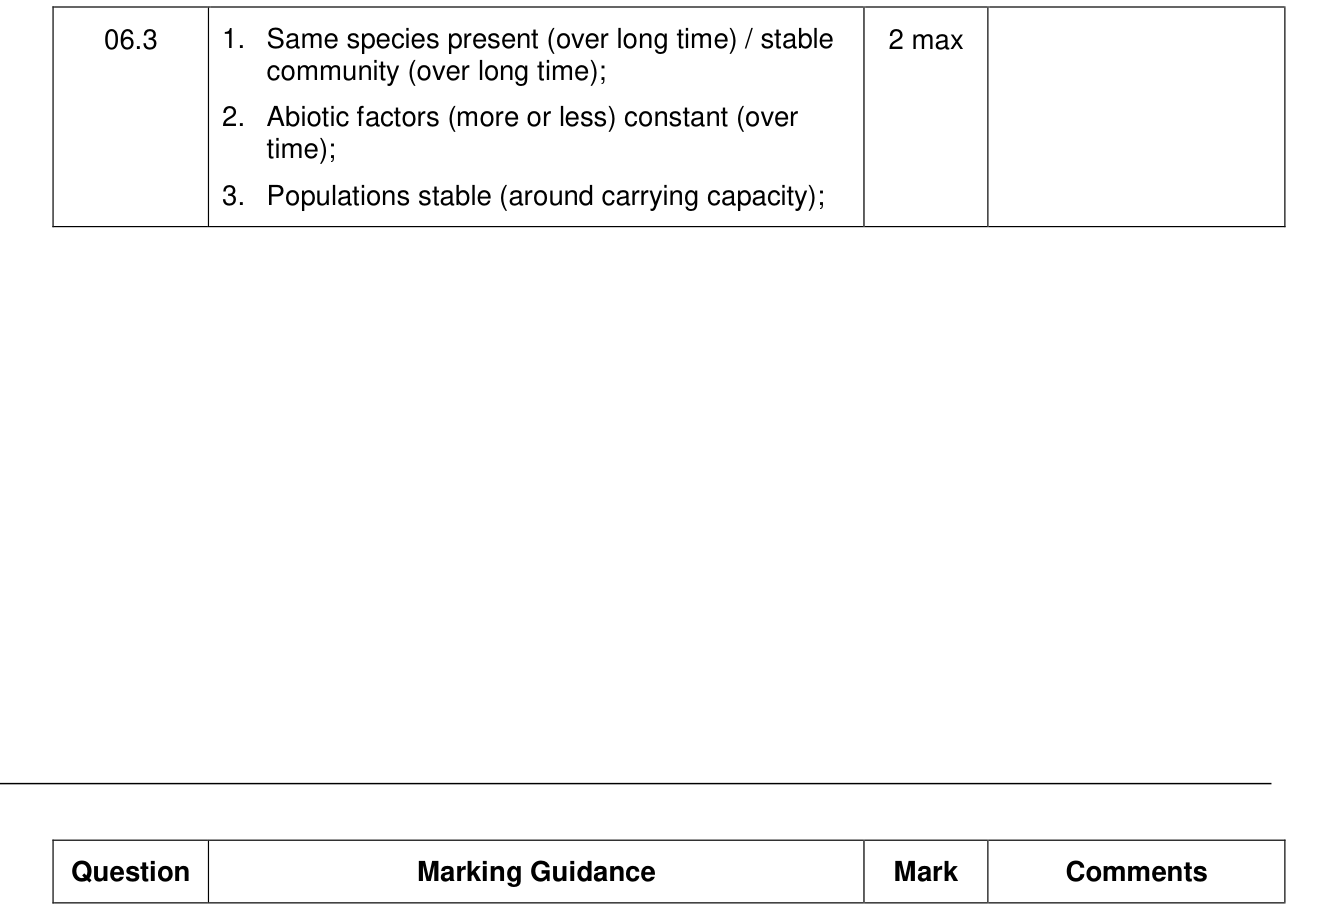 06.3
1. Same species present (over long time) / stable
community (over long time);
2. Abiotic factors (more or less) constant (over
time);
3. Populations stable (around carrying capacity);
2 max
Question Marking Guidance Mark Comments